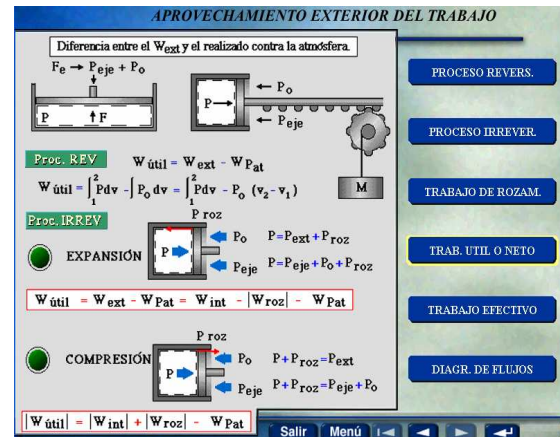 APROVECHAMIENTO EXTERIOR DEL TRABAJO
Diferencia entre el Wext y el realizado contra la atmósfera.
Fe → Peje + Po
P ↑ F
P → ← Po
← Peje
M
Proc. REV
W útil = Wext - WPat
W útil = ∫₁² Pdv - ∫ Po dv = ∫₁² Pdv - Po (v₂ - v₁)
Proc. IRREV
P roz
EXPANSIÓN
P
Po
Peje
P=Pext+Proz
P=Peje+Po+Proz
W útil = Wext - WPat = Wint - |Wroz| - WPat
P roz
COMPRESIÓN
P
Po
Peje
P+Proz=Pext
P+Proz=Peje+Po
|W útil| = |Wint| + |Wroz| - WPat
PROCESO REVERS.
PROCESO IRREVER.
TRABAJO DE ROZAM.
TRAB. UTIL O NETO
TRABAJO EFECTIVO
DIAGR. DE FLUJOS
Salir Menú